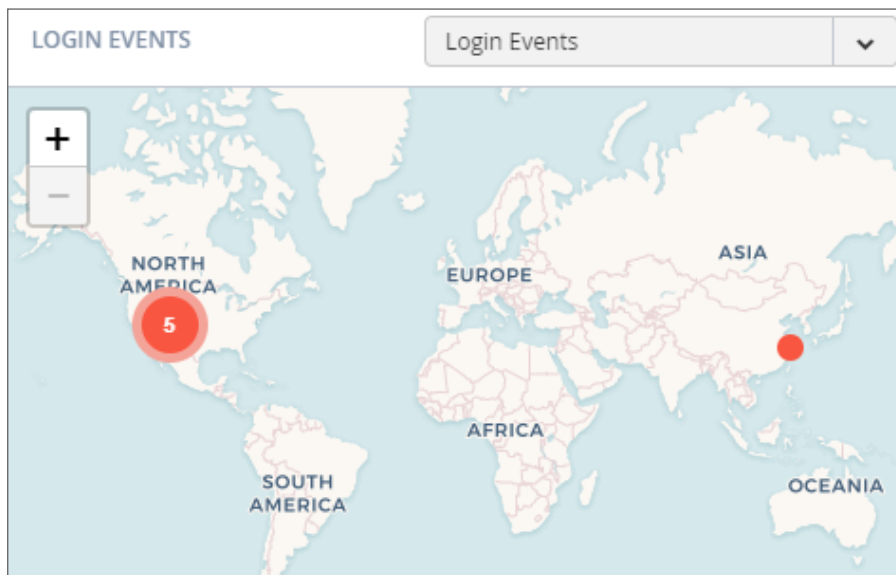 LOGIN EVENTS
Login Events
+
−
NORTH
AMERICA
5
EUROPE
ASIA
AFRICA
SOUTH
AMERICA
OCEANIA